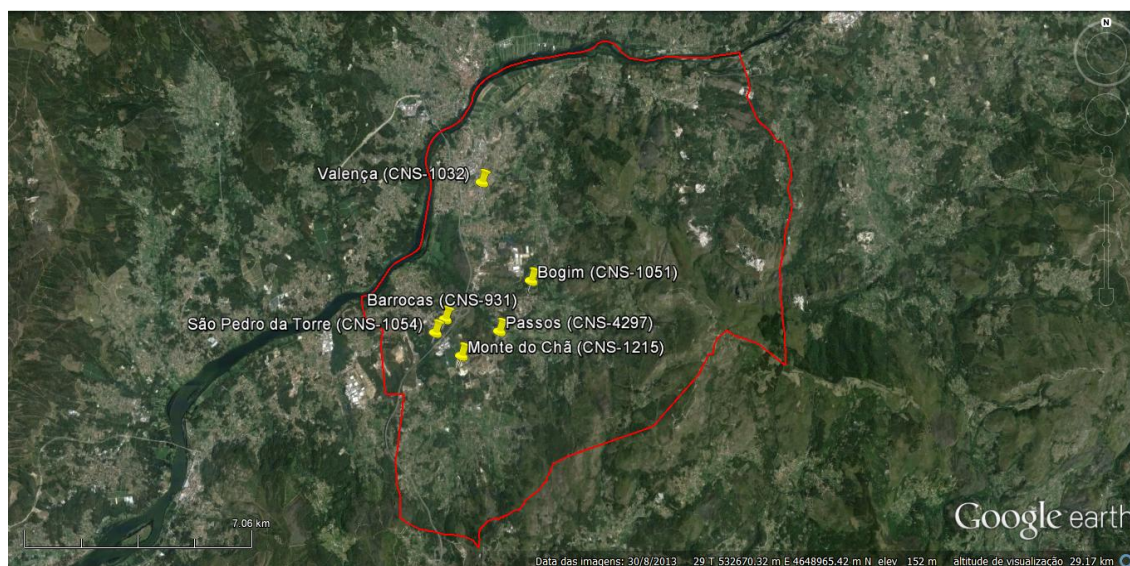 N
Valença (CNS-1032)
Bogim (CNS-1051)
Barrocas (CNS-931)
São Pedro da Torre (CNS-1054)
Passos (CNS-4297)
Monte do Chã (CNS-1215)
7.06 km
Google earth
Data das imagens: 30/8/2013 29 T 532670.32 m E 4648965.42 m N elev 152 m altitude de visualização 29.17 km